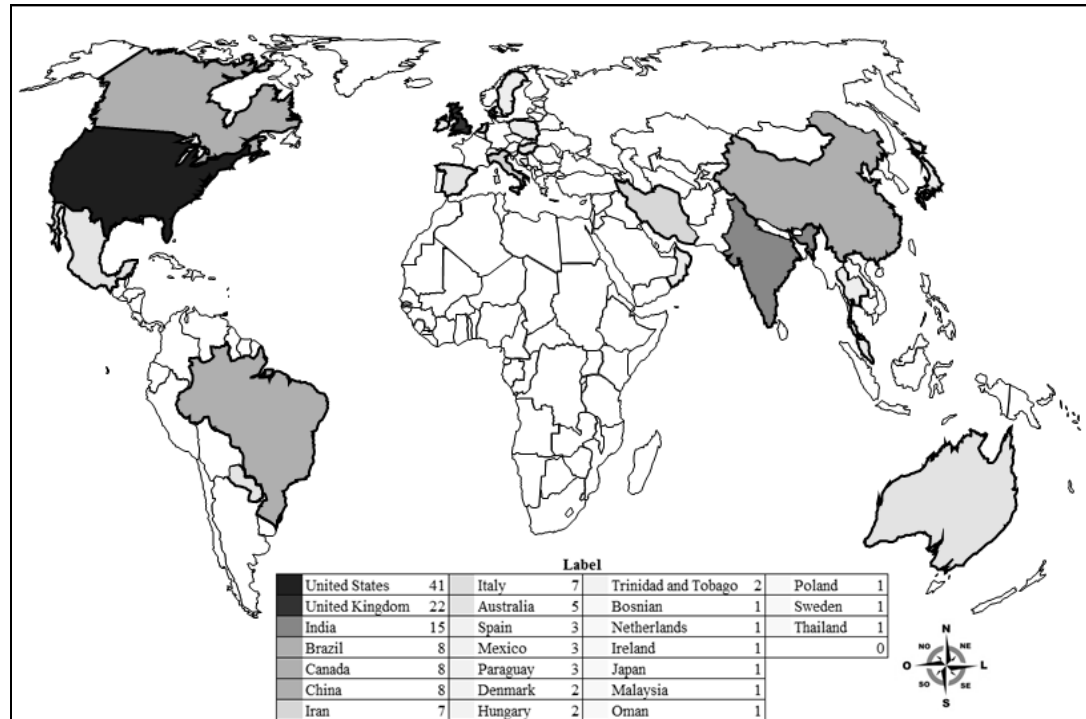 Label
United States 41 Italy 7 Trinidad and Tobago 2 Poland 1
United Kingdom 22 Australia 5 Bosnian 1 Sweden 1
India 15 Spain 3 Netherlands 1 Thailand 1
Brazil 8 Mexico 3 Ireland 1 0
Canada 8 Paraguay 3 Japan 1
China 8 Denmark 2 Malaysia 1
Iran 7 Hungary 2 Oman 1
N
NO NE
O L
SO SE
S